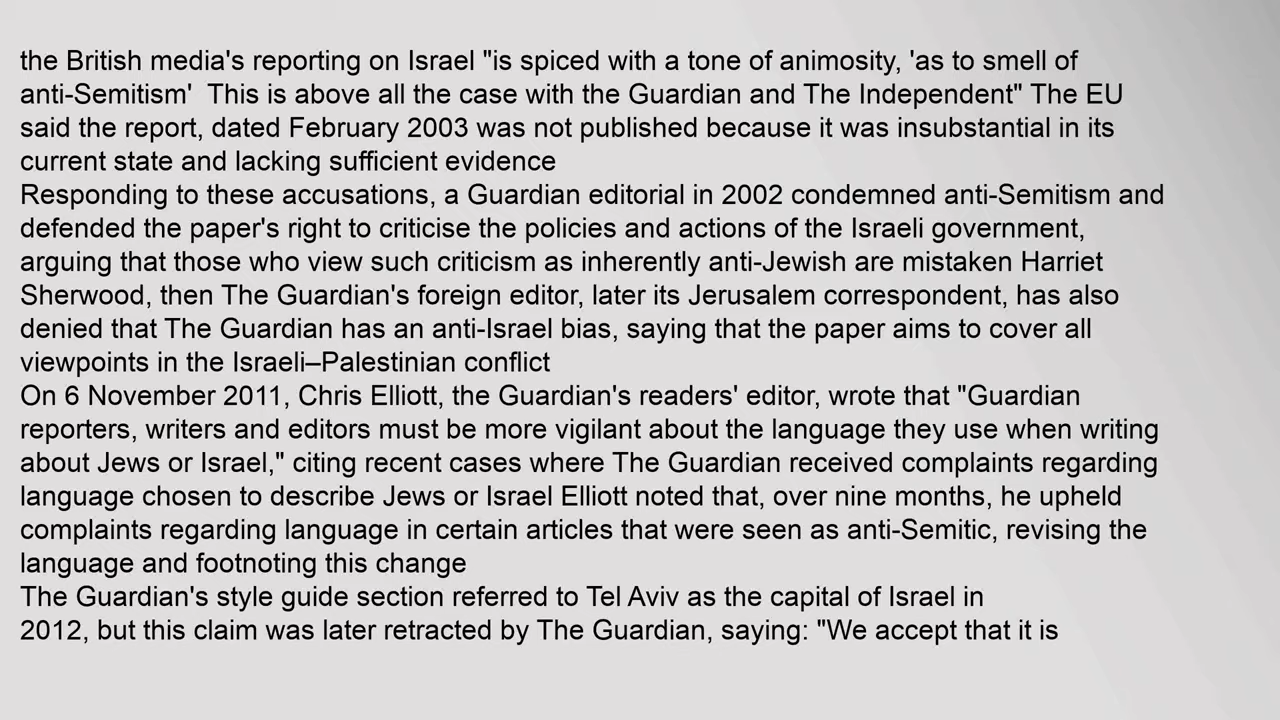 the British media's reporting on Israel "is spiced with a tone of animosity, 'as to smell of
anti-Semitism'  This is above all the case with the Guardian and The Independent" The EU
said the report, dated February 2003 was not published because it was insubstantial in its
current state and lacking sufficient evidence
Responding to these accusations, a Guardian editorial in 2002 condemned anti-Semitism and
defended the paper's right to criticise the policies and actions of the Israeli government,
arguing that those who view such criticism as inherently anti-Jewish are mistaken Harriet
Sherwood, then The Guardian's foreign editor, later its Jerusalem correspondent, has also
denied that The Guardian has an anti-Israel bias, saying that the paper aims to cover all
viewpoints in the Israeli–Palestinian conflict
On 6 November 2011, Chris Elliott, the Guardian's readers' editor, wrote that "Guardian
reporters, writers and editors must be more vigilant about the language they use when writing
about Jews or Israel," citing recent cases where The Guardian received complaints regarding
language chosen to describe Jews or Israel Elliott noted that, over nine months, he upheld
complaints regarding language in certain articles that were seen as anti-Semitic, revising the
language and footnoting this change
The Guardian's style guide section referred to Tel Aviv as the capital of Israel in
2012, but this claim was later retracted by The Guardian, saying: "We accept that it is